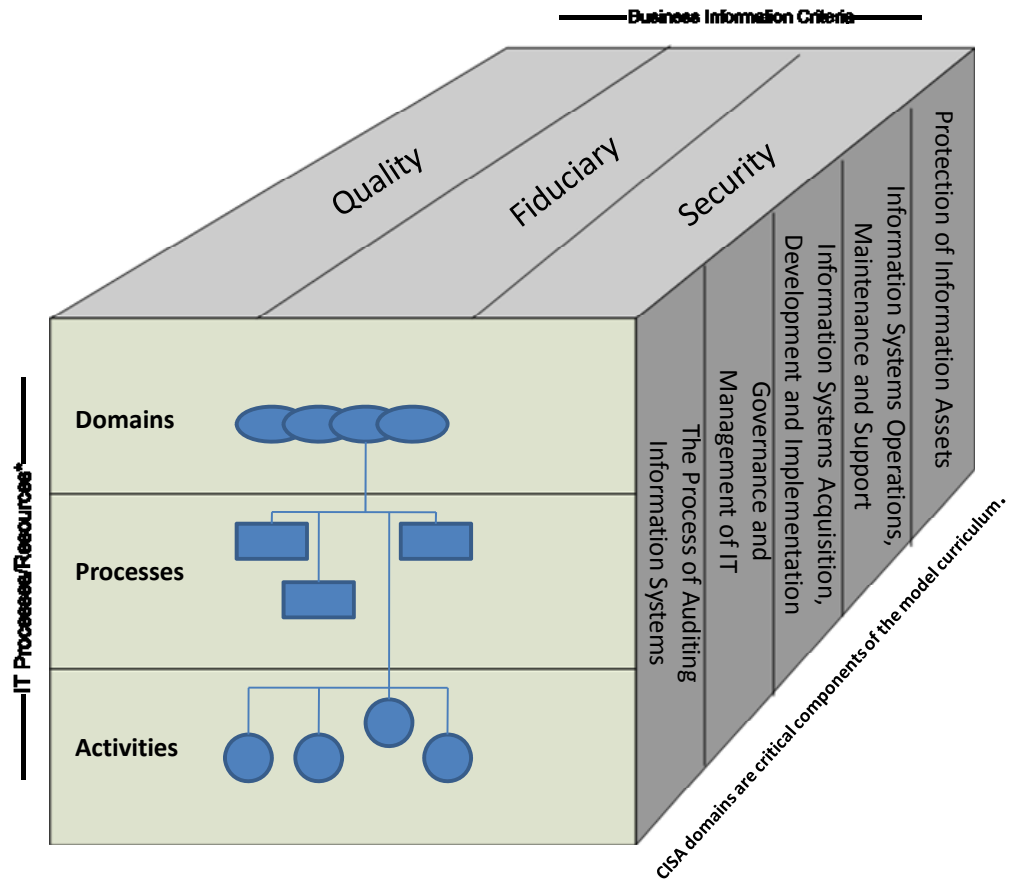 Business Information Criteria
Quality
Fiduciary
Security
IT Processes/Resources*
Domains
Processes
Activities
The Process of Auditing
Information Systems
Governance and
Management of IT
Information Systems Acquisition,
Development and Implementation
Information Systems Operations,
Maintenance and Support
Protection of Information Assets
CISA domains are critical components of the model curriculum.